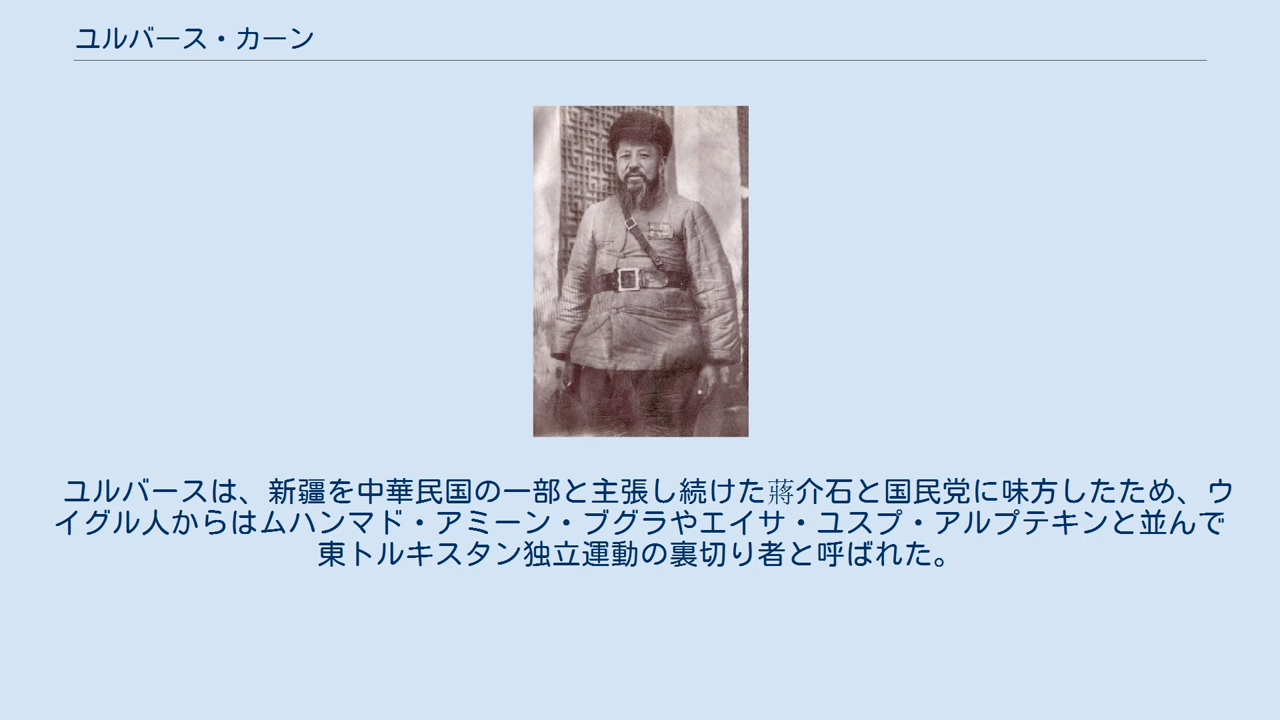 ユルバース・カーン
ユルバースは、新疆を中華民国の一部と主張し続けた蔣介石と国民党に味方したため、ウ
イグル人からはムハンマド・アミーン・ブグラやエイサ・ユスプ・アルプテキンと並んで
東トルキスタン独立運動の裏切り者と呼ばれた。